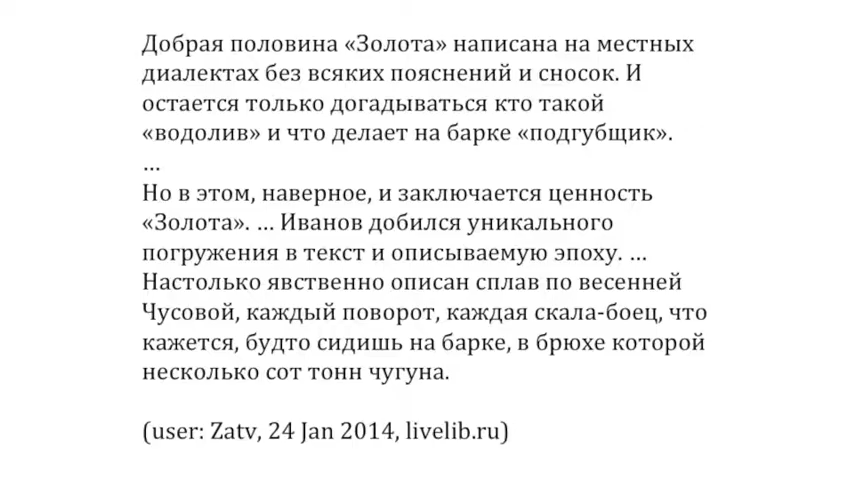 Добрая половина «Золота» написана на местных
диалектах без всяких пояснений и сносок. И
остается только догадываться кто такой
«водолив» и что делает на барке «подгубщик».
…
Но в этом, наверное, и заключается ценность
«Золота». … Иванов добился уникального
погружения в текст и описываемую эпоху. …
Настолько явственно описан сплав по весенней
Чусовой, каждый поворот, каждая скала-боец, что
кажется, будто сидишь на барке, в брюхе которой
несколько сот тонн чугуна.
(user: Zatv, 24 Jan 2014, livelib.ru)